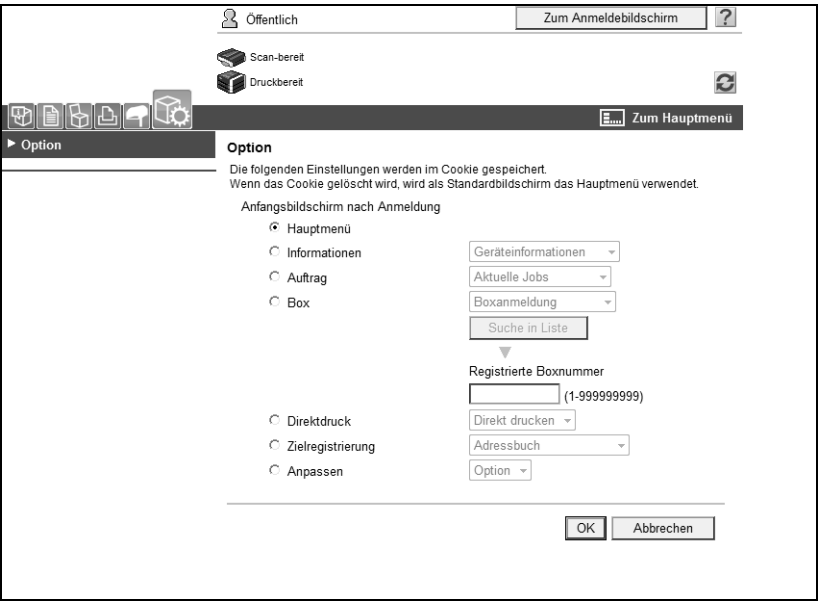 Öffentlich Zum Anmeldebildschirm ?
Scan-bereit
Druckbereit
Zum Hauptmenü
Option
Option
Die folgenden Einstellungen werden im Cookie gespeichert.
Wenn das Cookie gelöscht wird, wird als Standardbildschirm das Hauptmenü verwendet.
Anfangsbildschirm nach Anmeldung
Hauptmenü
Informationen Geräteinformationen
Auftrag Aktuelle Jobs
Box Boxanmeldung
Suche in Liste
Registrierte Boxnummer
(1-999999999)
Direktdruck Direkt drucken
Zielregistrierung Adressbuch
Anpassen Option
OK Abbrechen